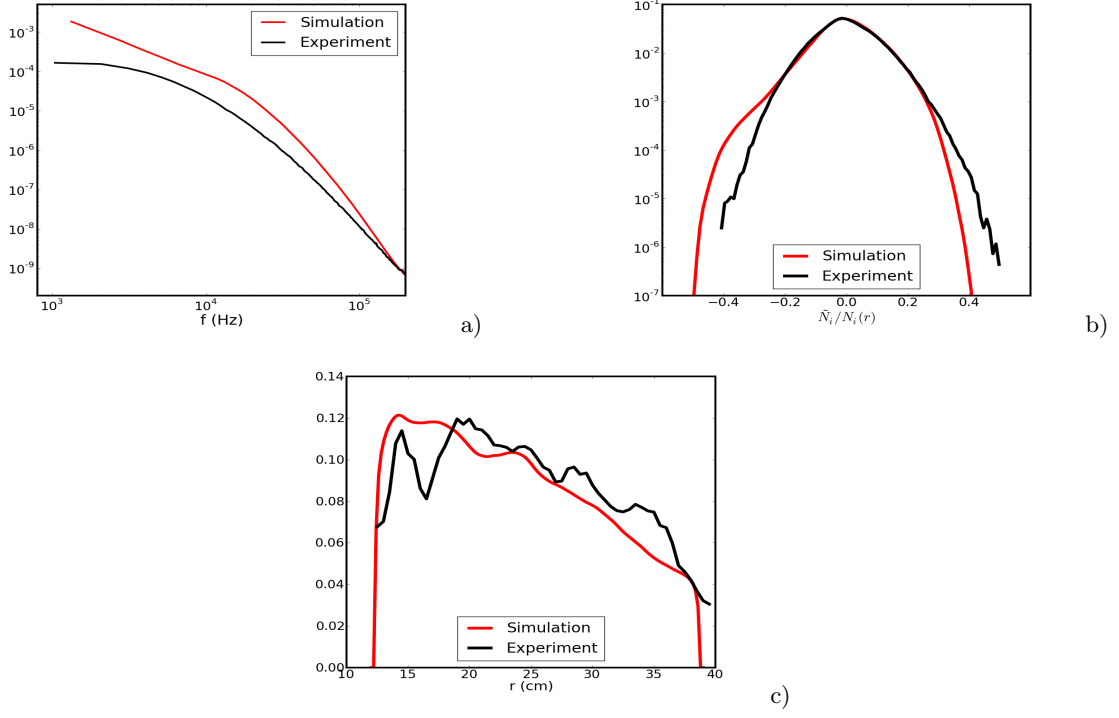 10⁻³
10⁻⁴
10⁻⁵
10⁻⁶
10⁻⁷
10⁻⁸
10⁻⁹
10³ 10⁴ 10⁵
f (Hz)
Simulation
Experiment
a)
10⁻¹
10⁻²
10⁻³
10⁻⁴
10⁻⁵
10⁻⁶
10⁻⁷
−0.4 −0.2 0.0 0.2 0.4
Ñᵢ/Nᵢ(r)
Simulation
Experiment
b)
0.14
0.12
0.10
0.08
0.06
0.04
0.02
0.00
10 15 20 25 30 35 40
r (cm)
Simulation
Experiment
c)